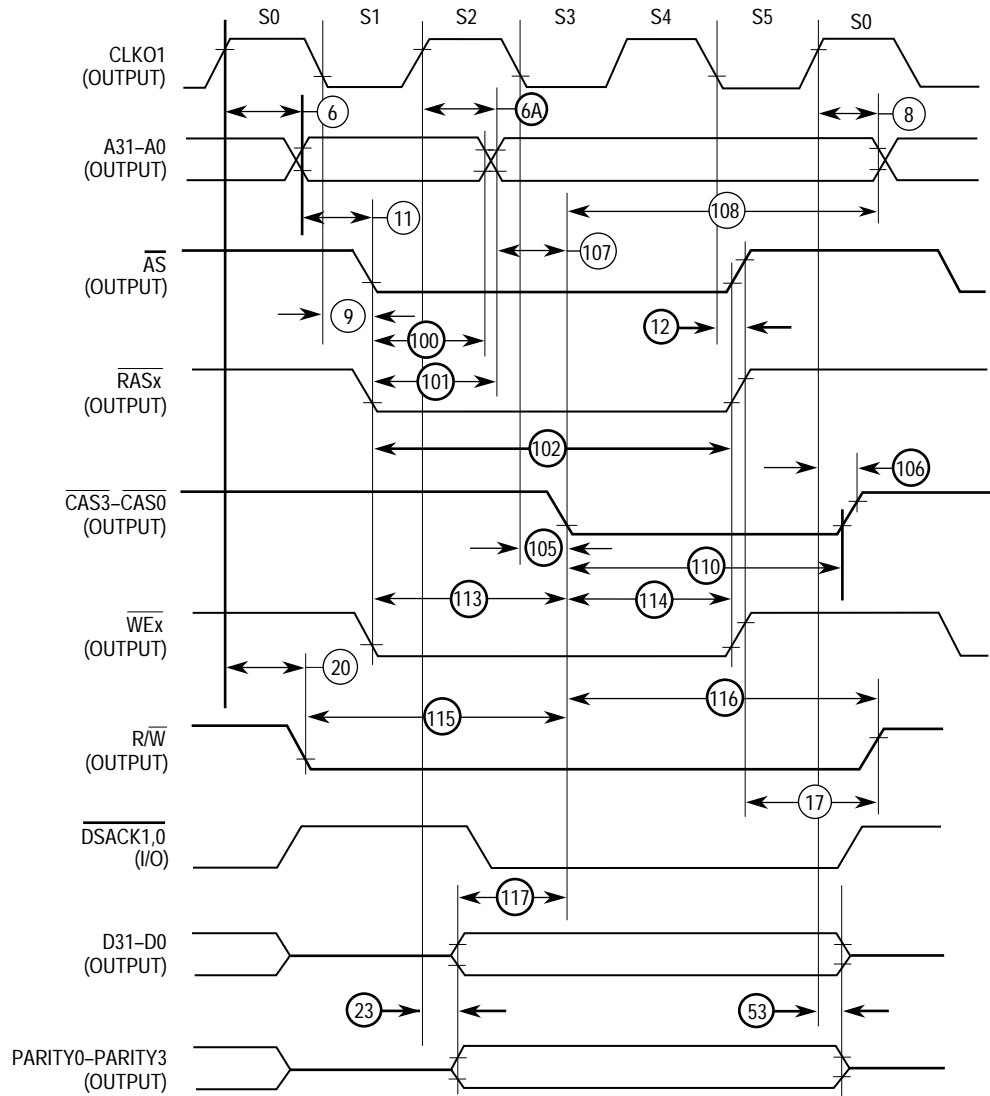 S0 S1 S2 S3 S4 S5 S0
CLKO1
(OUTPUT)
6 6A 8
A31–A0
(OUTPUT)
11 108
107
AS
(OUTPUT)
9 12
100
RASx
(OUTPUT)
101
102
106
CAS3–CAS0
(OUTPUT)
105
110
113 114
WEx
(OUTPUT)
20
116
115
R/W
(OUTPUT)
17
DSACK1,0
(I/O)
117
D31–D0
(OUTPUT)
23 53
PARITY0–PARITY3
(OUTPUT)